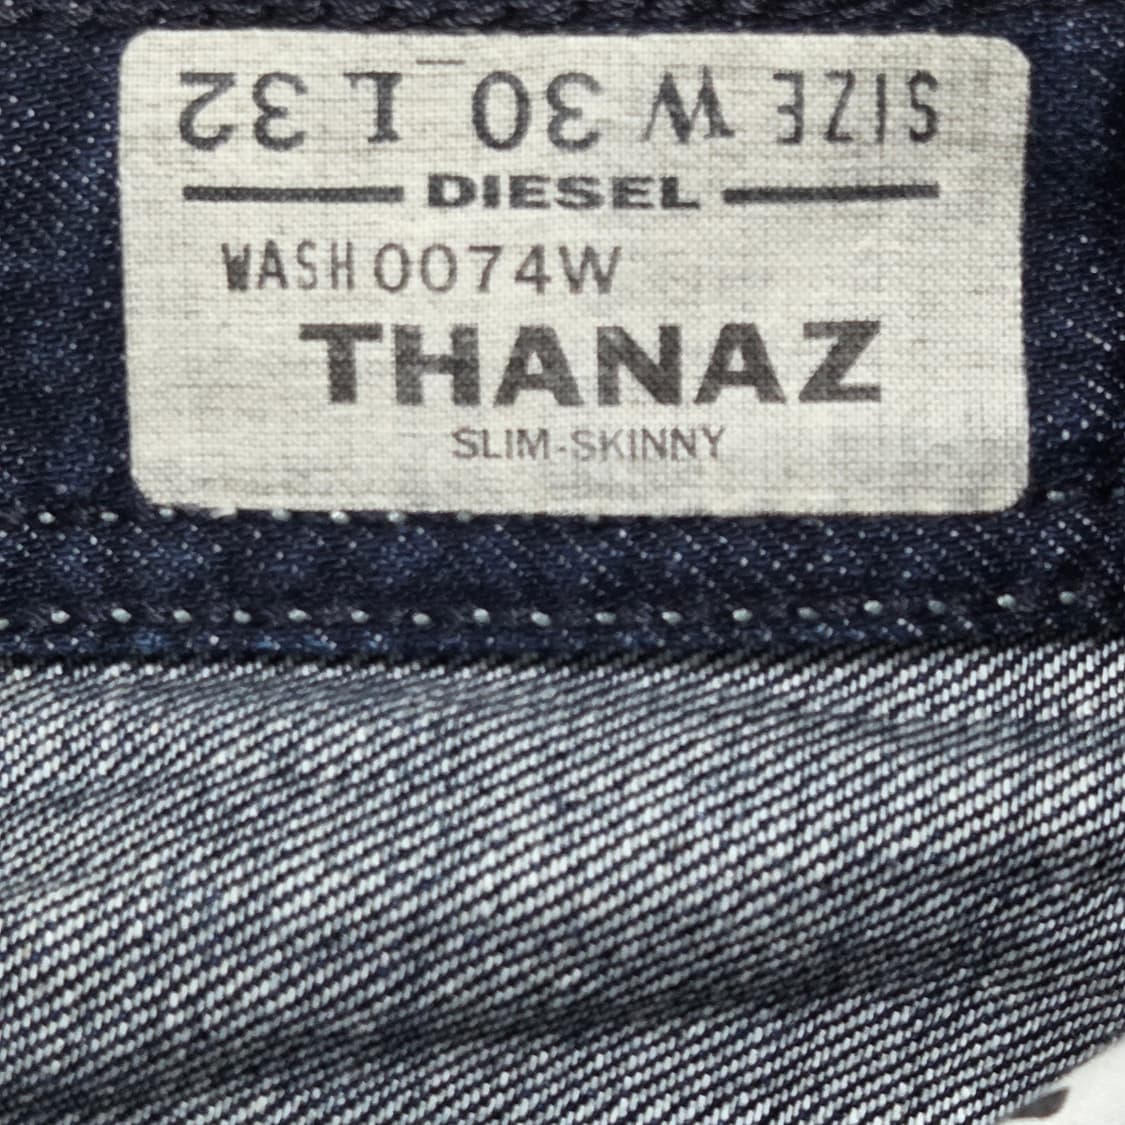 SIZE W 30 L 32
DIESEL
WASH 0074W
THANAZ
SLIM-SKINNY